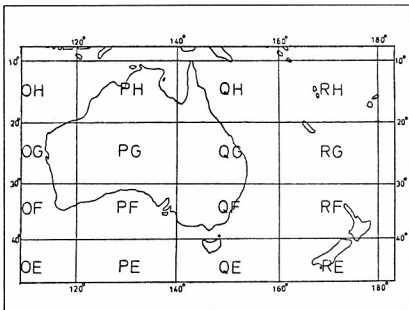 120° 140° 160° 180°
10° 10°
OH PH QH RH
20° 20°
OG PG QG RG
30° 30°
OF PF QF RF
40° 40°
OE PE QE RE
120° 140° 160° 180°